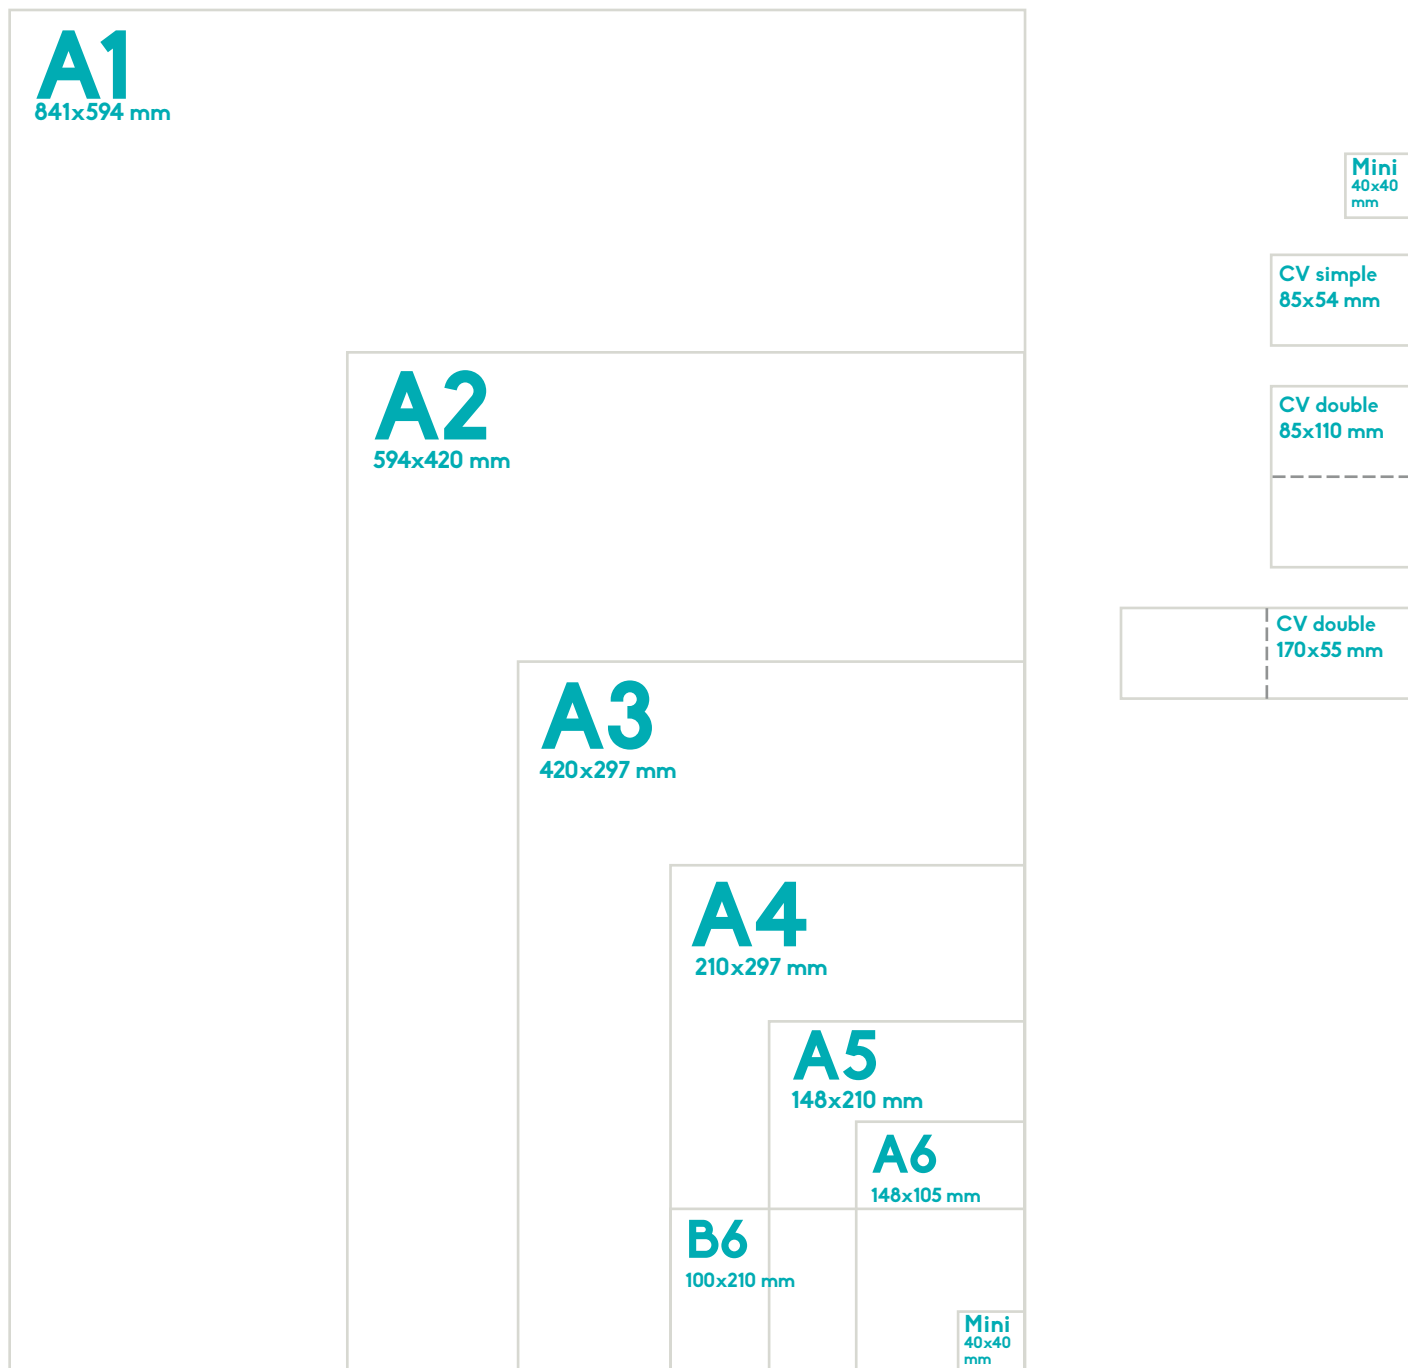 A1
841x594 mm
A2
594x420 mm
A3
420x297 mm
A4
210x297 mm
A5
148x210 mm
A6
148x105 mm
B6
100x210 mm
Mini
40x40
mm
Mini
40x40
mm
CV simple
85x54 mm
CV double
85x110 mm
CV double
170x55 mm